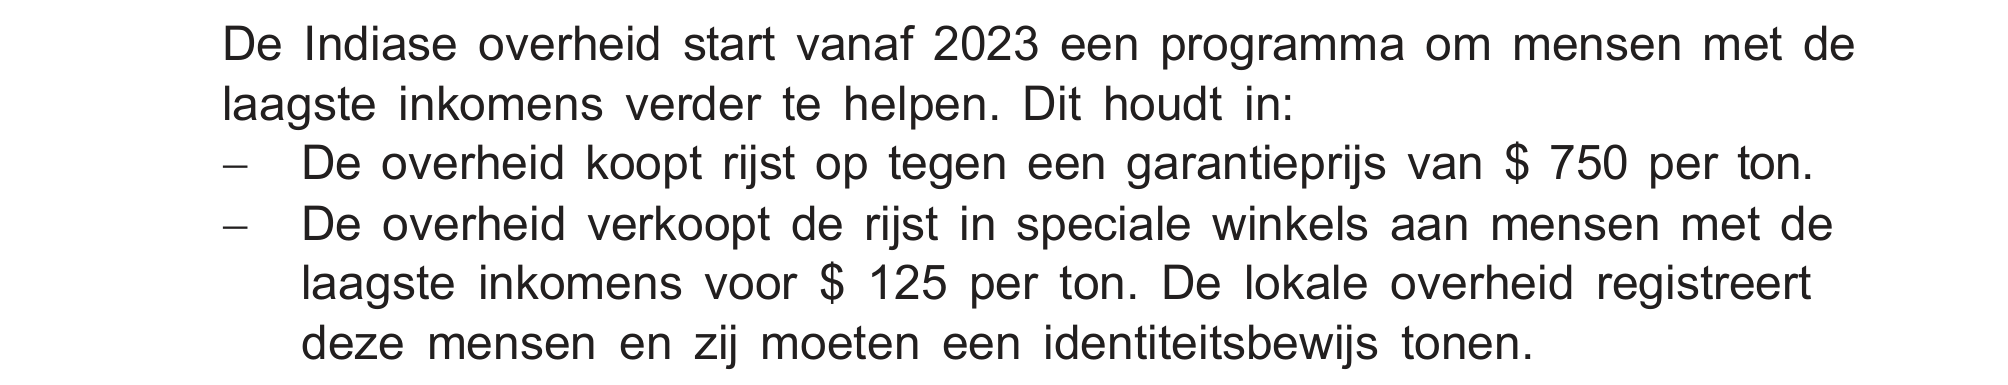 De Indiase overheid start vanaf 2023 een programma om mensen met de
laagste inkomens verder te helpen. Dit houdt in:
– De overheid koopt rijst op tegen een garantieprijs van $ 750 per ton.
– De overheid verkoopt de rijst in speciale winkels aan mensen met de
laagste inkomens voor $ 125 per ton. De lokale overheid registreert
deze mensen en zij moeten een identiteitsbewijs tonen.